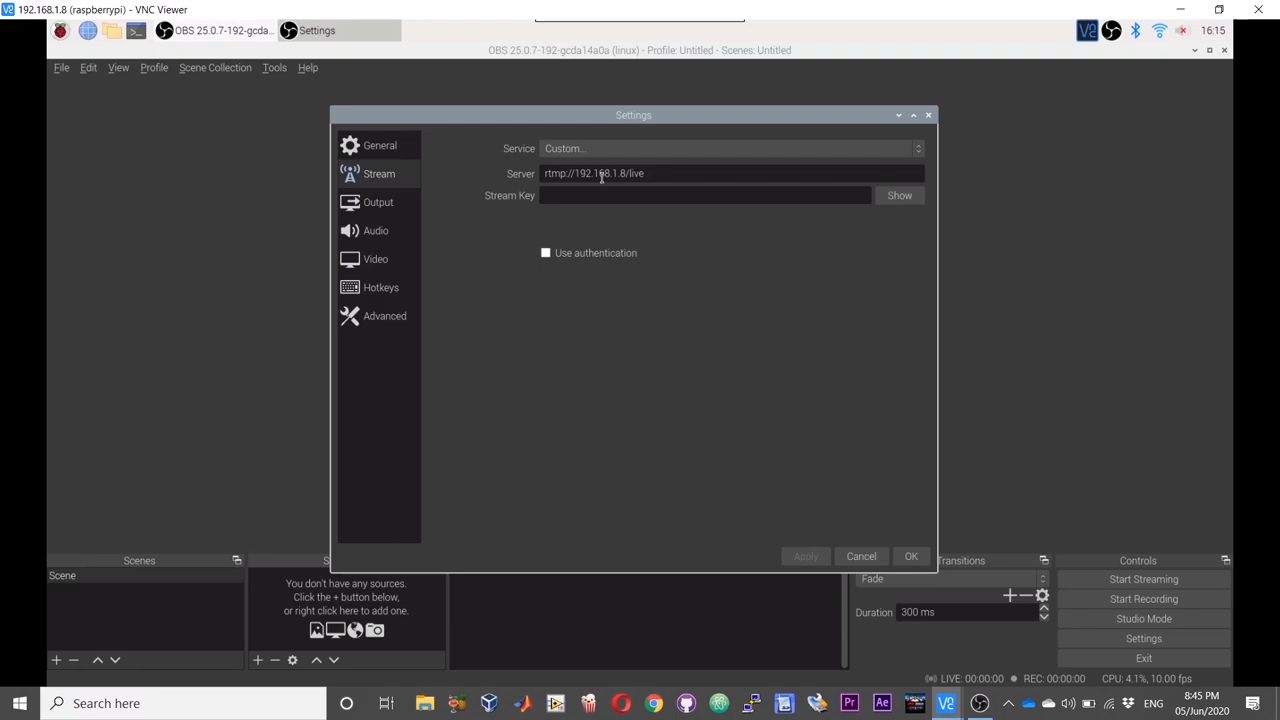 192.168.1.8 (raspberrypi) - VNC Viewer
OBS 25.0.7-192-gcda...
Settings
16:15
OBS 25.0.7-192-gcda14a0a (linux) - Profile: Untitled - Scenes: Untitled
File Edit View Profile Scene Collection Tools Help
Settings
General
Stream
Output
Audio
Video
Hotkeys
Advanced
Service Custom...
Server rtmp://192.168.1.8/live
Stream Key Show
Use authentication
Apply Cancel OK
Scenes
Scene
S
You don't have any sources.
Click the + button below,
or right click here to add one.
Transitions
Fade
Duration 300 ms
Controls
Start Streaming
Start Recording
Studio Mode
Settings
Exit
LIVE: 00:00:00 REC: 00:00:00 CPU: 4.1%, 10.00 fps
Search here
Pr Ae
ENG
8:45 PM
05/Jun/2020